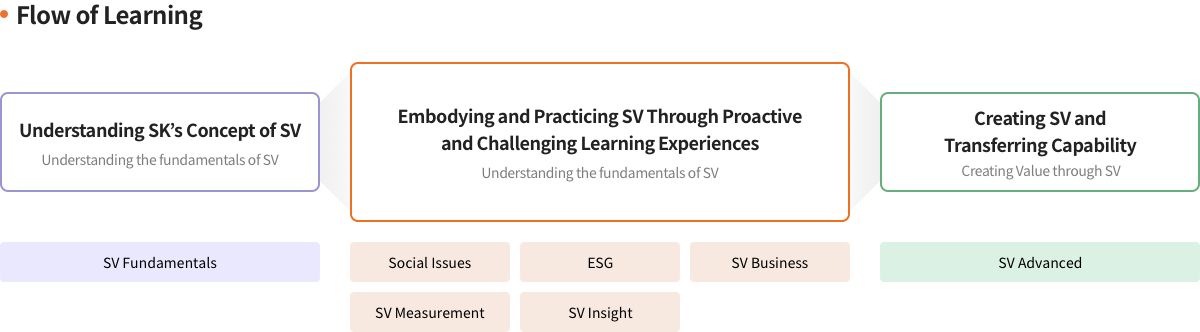 Flow of Learning
Understanding SK’s Concept of SV
Understanding the fundamentals of SV
Embodying and Practicing SV Through Proactive
and Challenging Learning Experiences
Understanding the fundamentals of SV
Creating SV and
Transferring Capability
Creating Value through SV
SV Fundamentals
Social Issues
ESG
SV Business
SV Measurement
SV Insight
SV Advanced